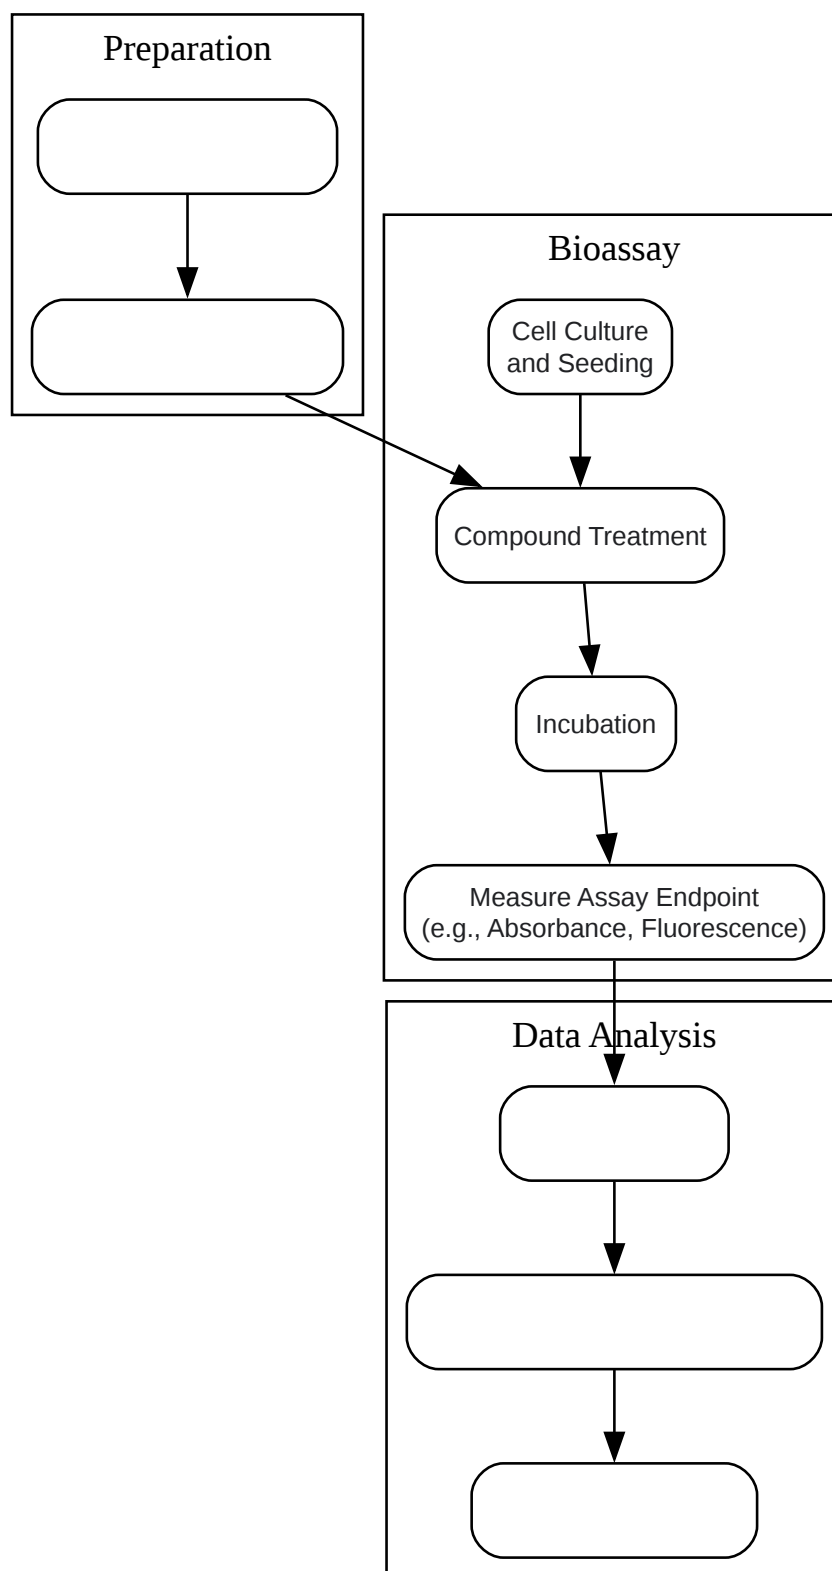 Preparation
Bioassay
Cell Culture
and Seeding
Compound Treatment
Incubation
Measure Assay Endpoint
(e.g., Absorbance, Fluorescence)
Data Analysis